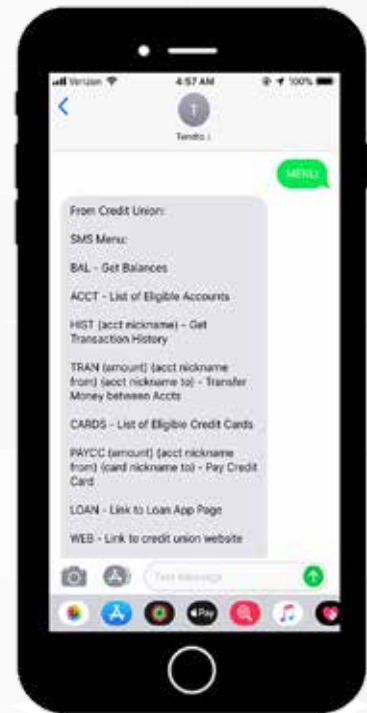 Verizon
4:57 AM
100%
T
MENU
From Credit Union:
SMS Menu:
BAL - Get Balances
ACCT - List of Eligible Accounts
HIST (acct nickname) - Get
Transaction History
TRAN (amount) (acct nickname
from) (acct nickname to) - Transfer
Money between Accts
CARDS - List of Eligible Credit Cards
PAYCC (amount) (acct nickname
from) (card nickname to) - Pay Credit
Card
LOAN - Link to Loan App Page
WEB - Link to credit union website
Text Message
Pay